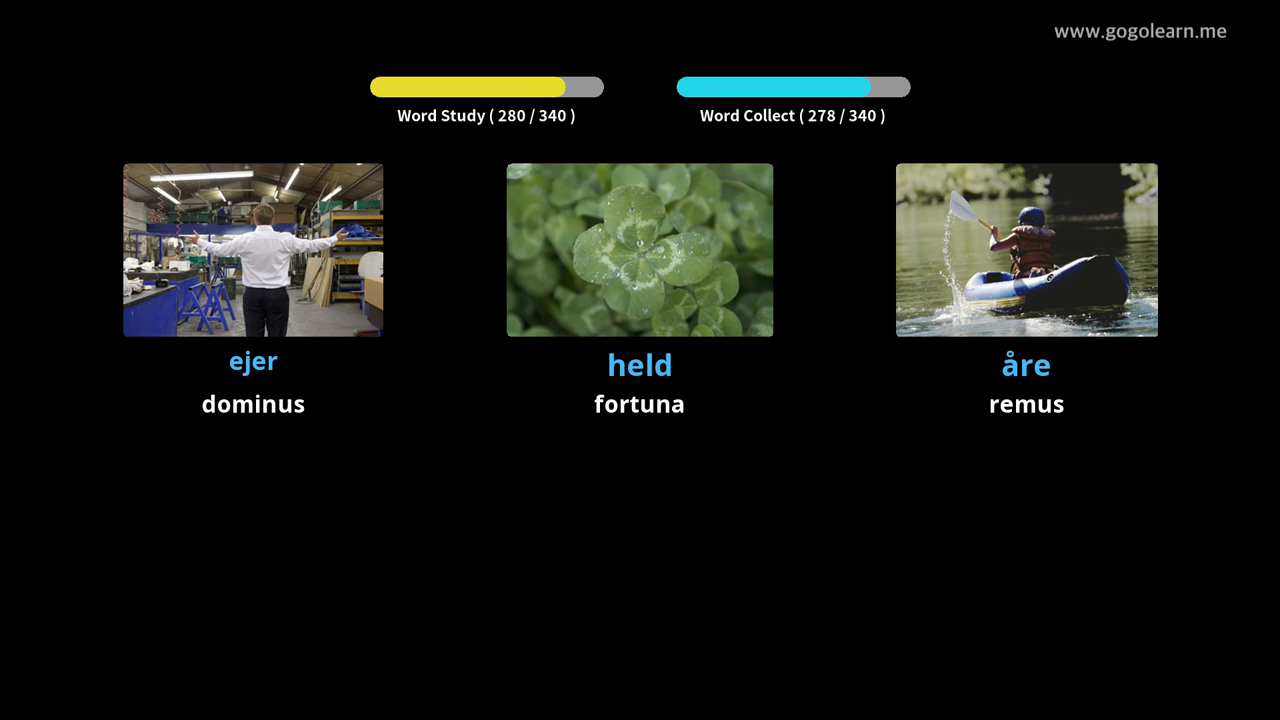 www.gogolearn.me
Word Study ( 280 / 340 )
Word Collect ( 278 / 340 )
ejer
held
åre
dominus
fortuna
remus